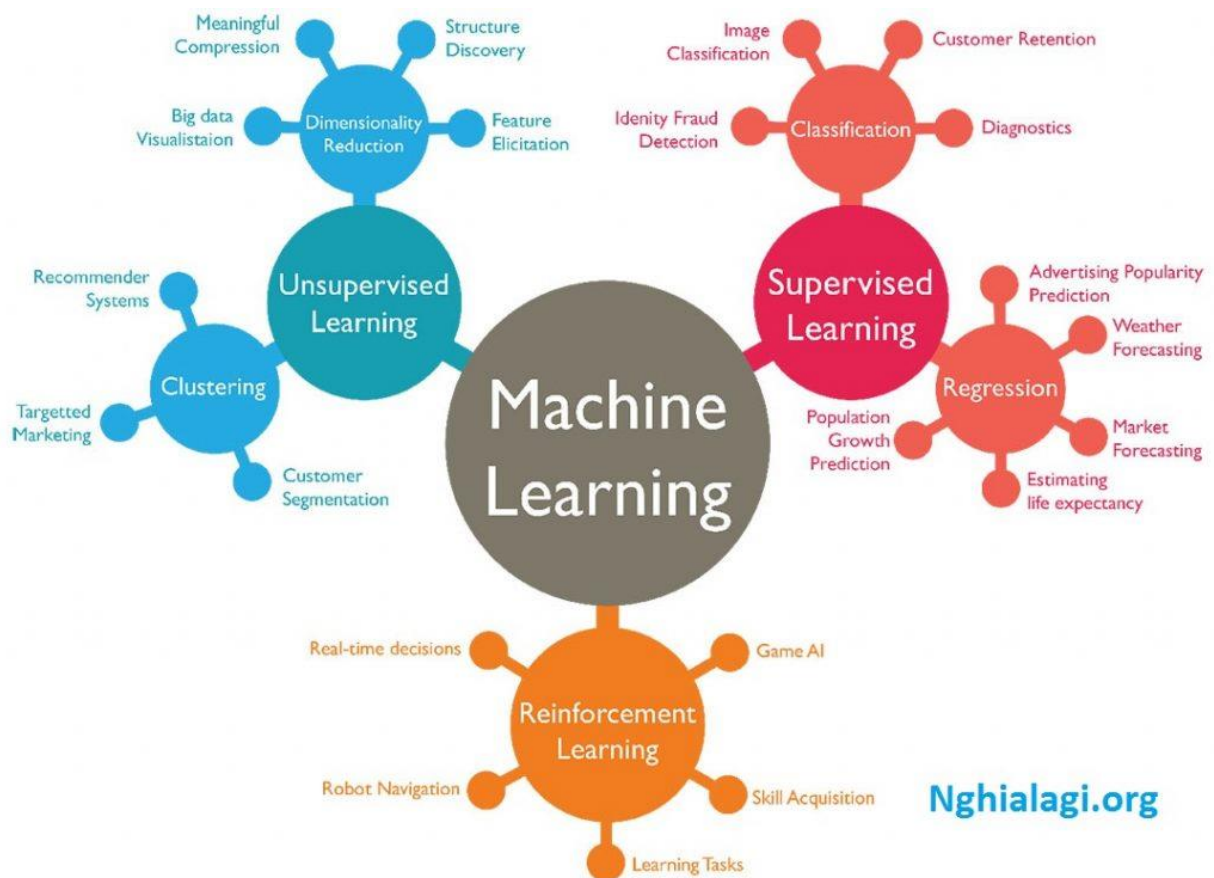 Meaningful
Compression
Structure
Discovery
Big data
Visualistaion
Dimensionality
Reduction
Feature
Elicitation
Image
Classification
Customer Retention
Idenity Fraud
Detection
Classification
Diagnostics
Unsupervised
Learning
Recommender
Systems
Clustering
Targetted
Marketing
Customer
Segmentation
Machine
Learning
Supervised
Learning
Advertising Popularity
Prediction
Weather
Forecasting
Regression
Population
Growth
Prediction
Market
Forecasting
Estimating
life expectancy
Real-time decisions
Game AI
Reinforcement
Learning
Robot Navigation
Skill Acquisition
Learning Tasks
Nghialagi.org